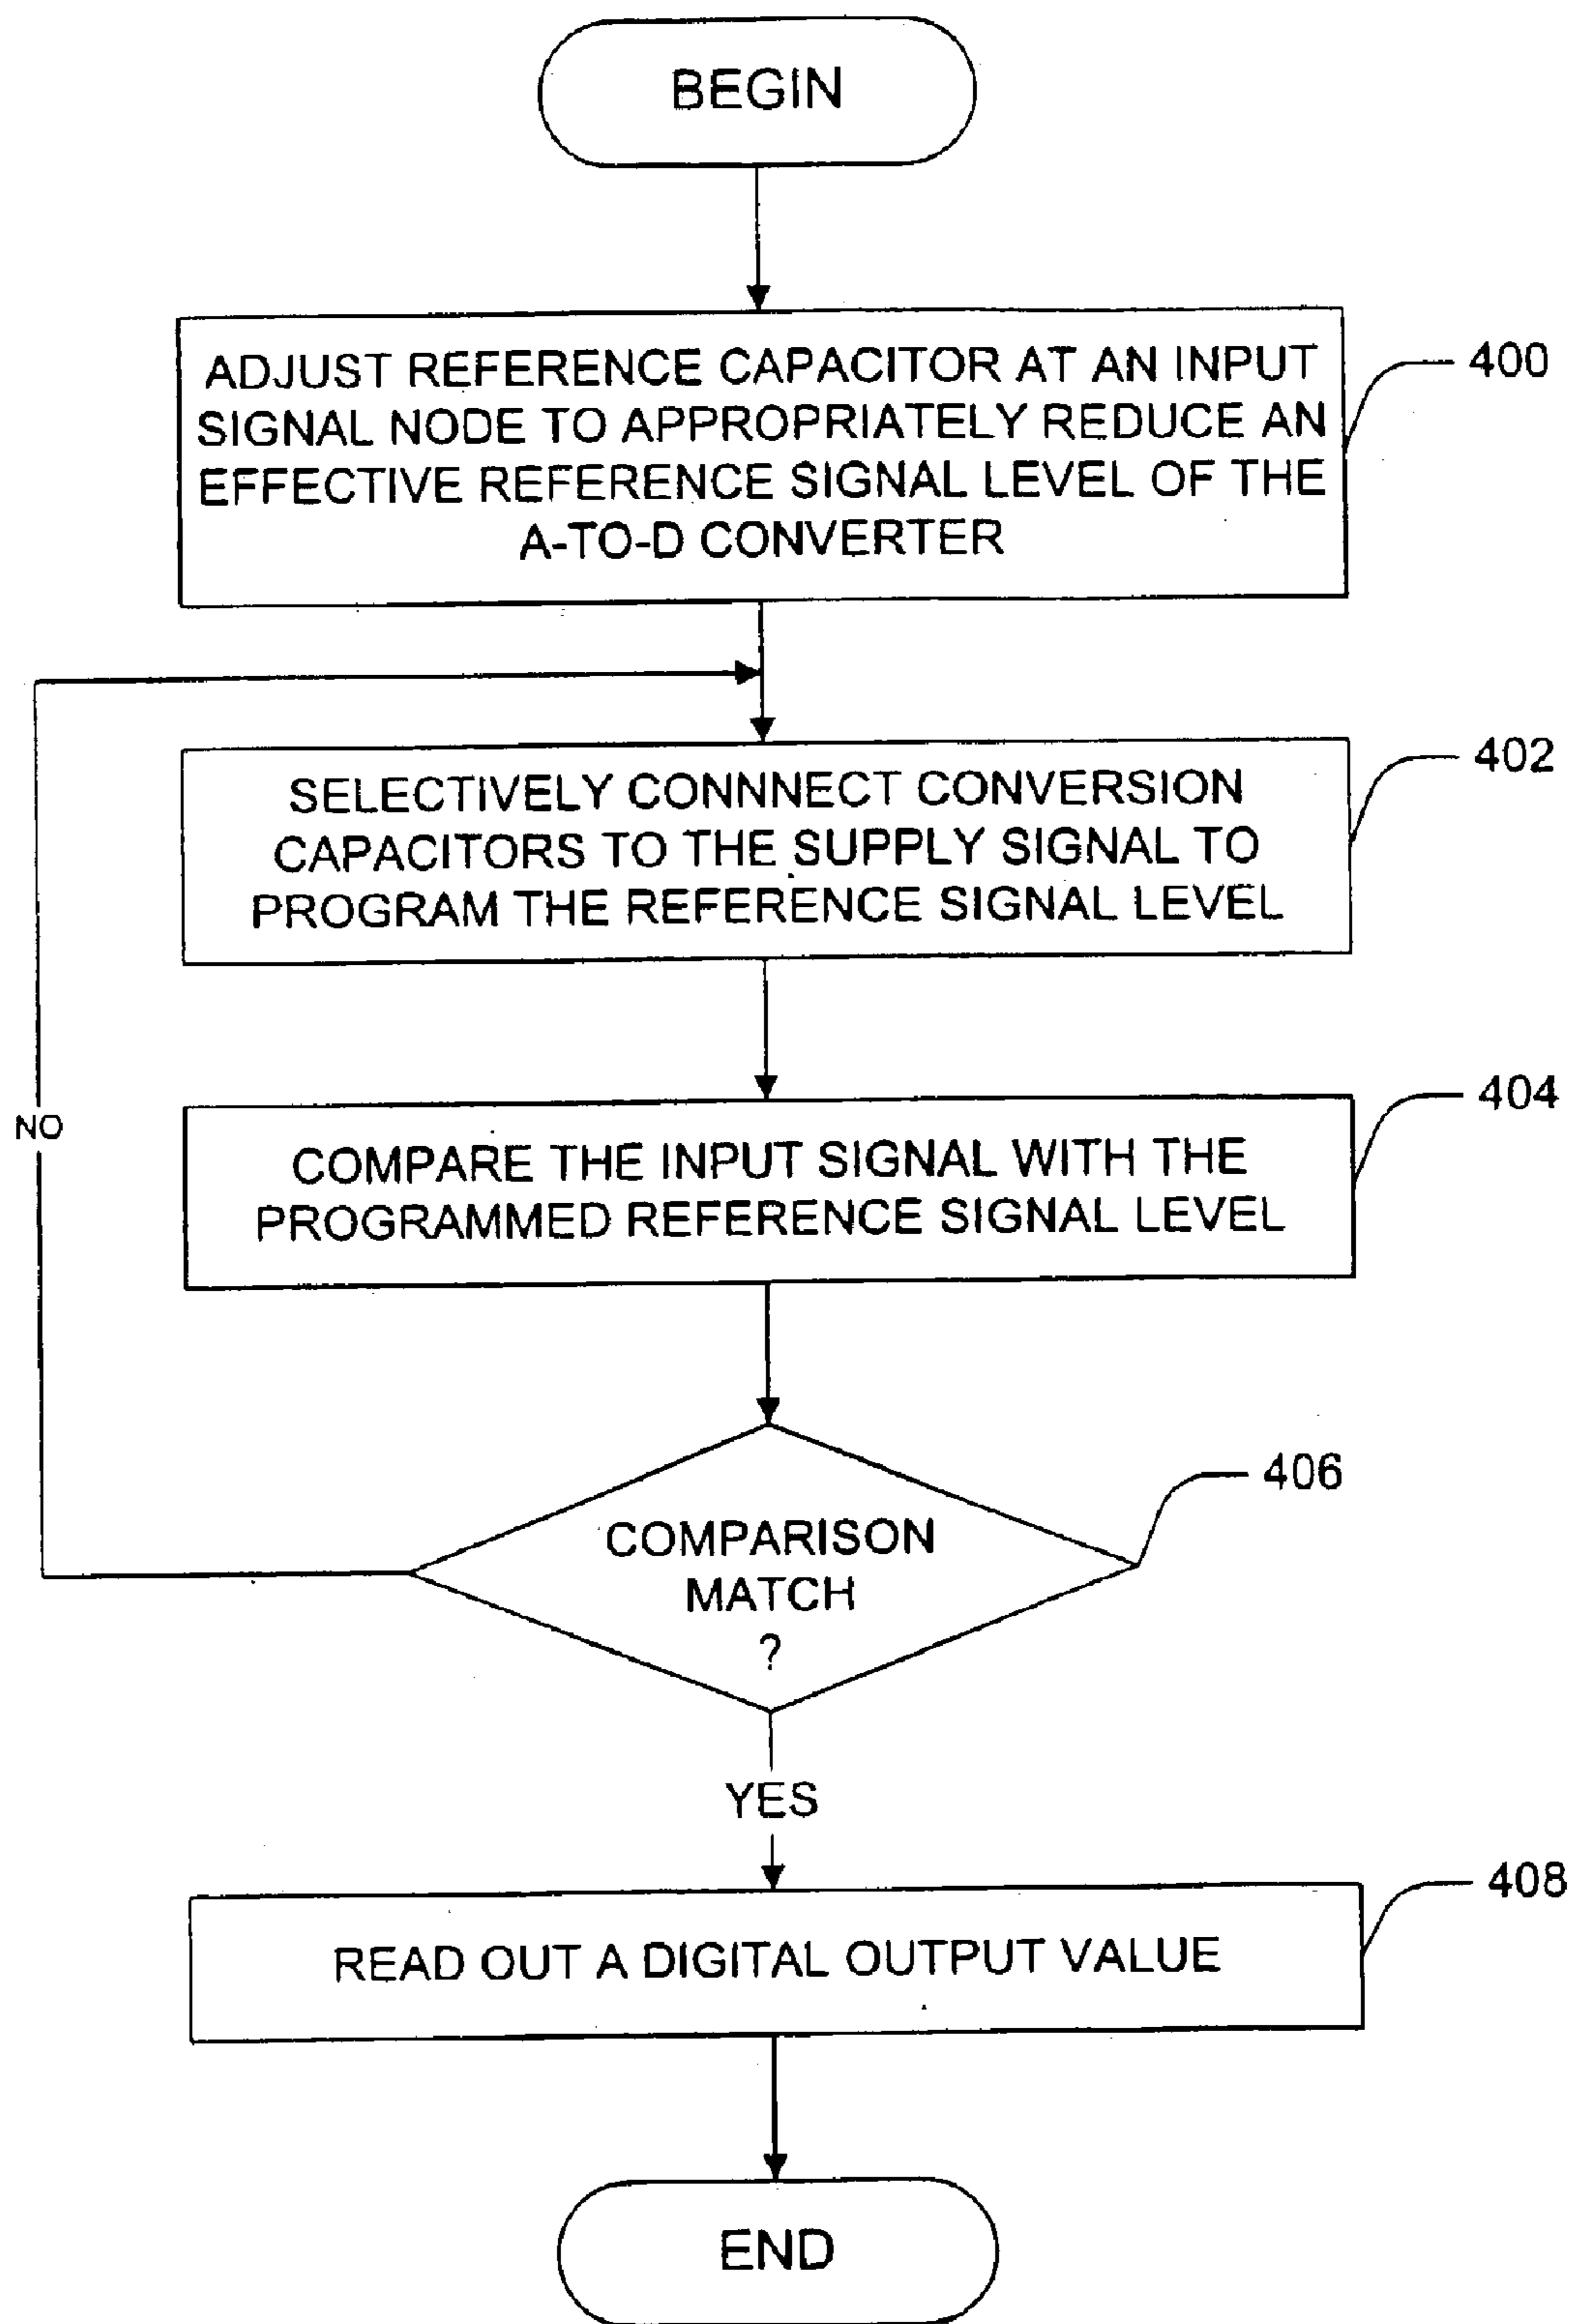 BEGIN
ADJUST REFERENCE CAPACITOR AT AN INPUT
SIGNAL NODE TO APPROPRIATELY REDUCE AN
EFFECTIVE REFERENCE SIGNAL LEVEL OF THE
A-TO-D CONVERTER
400
SELECTIVELY CONNNECT CONVERSION
CAPACITORS TO THE SUPPLY SIGNAL TO
PROGRAM THE REFERENCE SIGNAL LEVEL
402
COMPARE THE INPUT SIGNAL WITH THE
PROGRAMMED REFERENCE SIGNAL LEVEL
404
NO
COMPARISON
MATCH
?
406
YES
READ OUT A DIGITAL OUTPUT VALUE
408
END